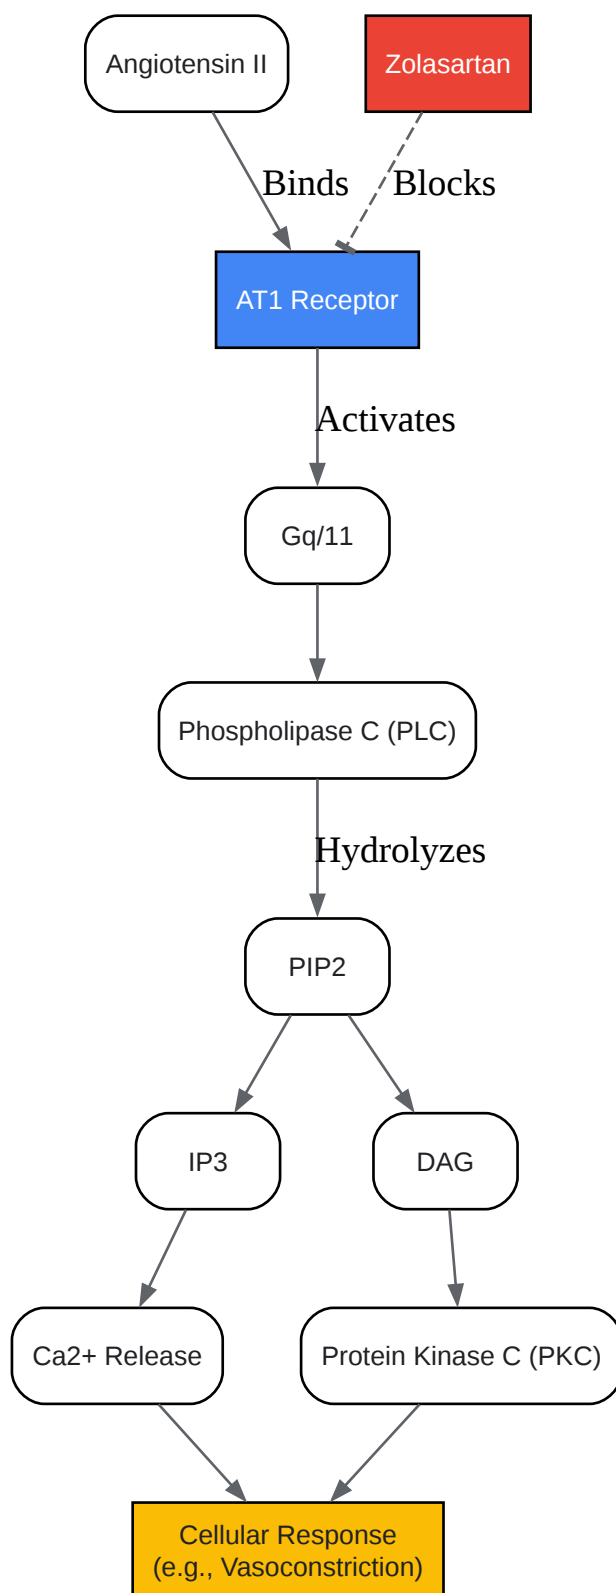 Angiotensin II
Zolasartan
Binds
Blocks
AT1 Receptor
Activates
Gq/11
Phospholipase C (PLC)
Hydrolyzes
PIP2
IP3
DAG
Ca2+ Release
Protein Kinase C (PKC)
Cellular Response
(e.g., Vasoconstriction)